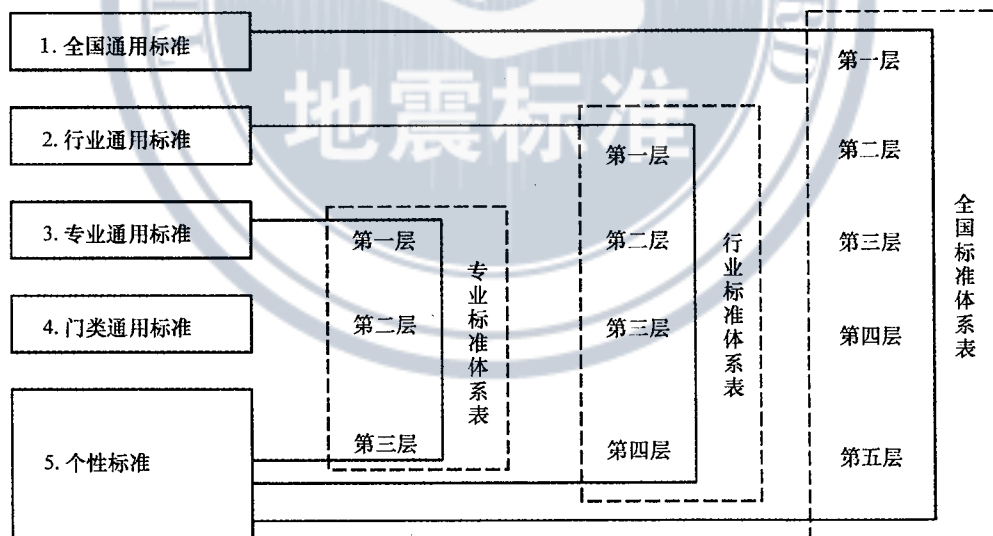 1. 全国通用标准
2. 行业通用标准
3. 专业通用标准
4. 门类通用标准
5. 个性标准
第一层
第二层
第三层
专业标准体系表
第一层
第二层
第三层
第四层
行业标准体系表
第一层
第二层
第三层
第四层
第五层
全国标准体系表
地震标准